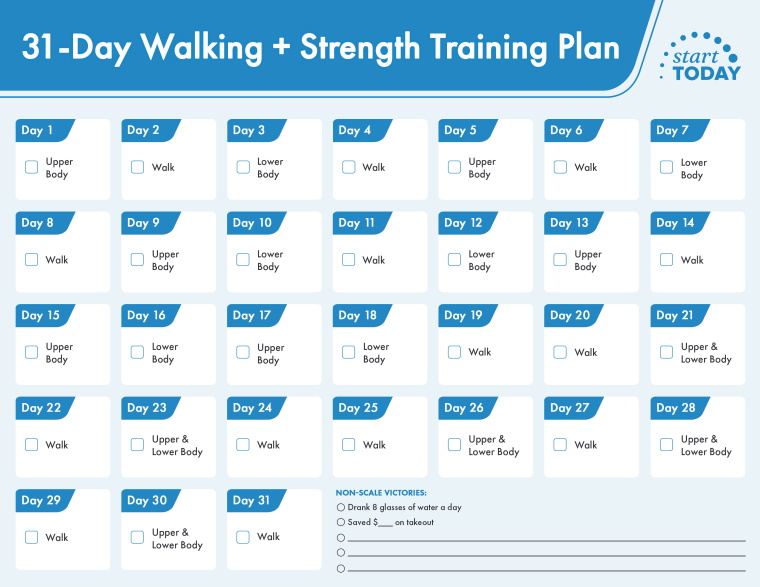 31-Day Walking + Strength Training Plan
start
TODAY
Day 1
Upper
Body
Day 2
Walk
Day 3
Lower
Body
Day 4
Walk
Day 5
Upper
Body
Day 6
Walk
Day 7
Lower
Body
Day 8
Walk
Day 9
Upper
Body
Day 10
Lower
Body
Day 11
Walk
Day 12
Lower
Body
Day 13
Upper
Body
Day 14
Walk
Day 15
Upper
Body
Day 16
Lower
Body
Day 17
Upper
Body
Day 18
Lower
Body
Day 19
Walk
Day 20
Walk
Day 21
Upper &
Lower Body
Day 22
Walk
Day 23
Upper &
Lower Body
Day 24
Walk
Day 25
Walk
Day 26
Upper &
Lower Body
Day 27
Walk
Day 28
Upper &
Lower Body
Day 29
Walk
Day 30
Upper &
Lower Body
Day 31
Walk
NON-SCALE VICTORIES:
Drank 8 glasses of water a day
Saved $___ on takeout